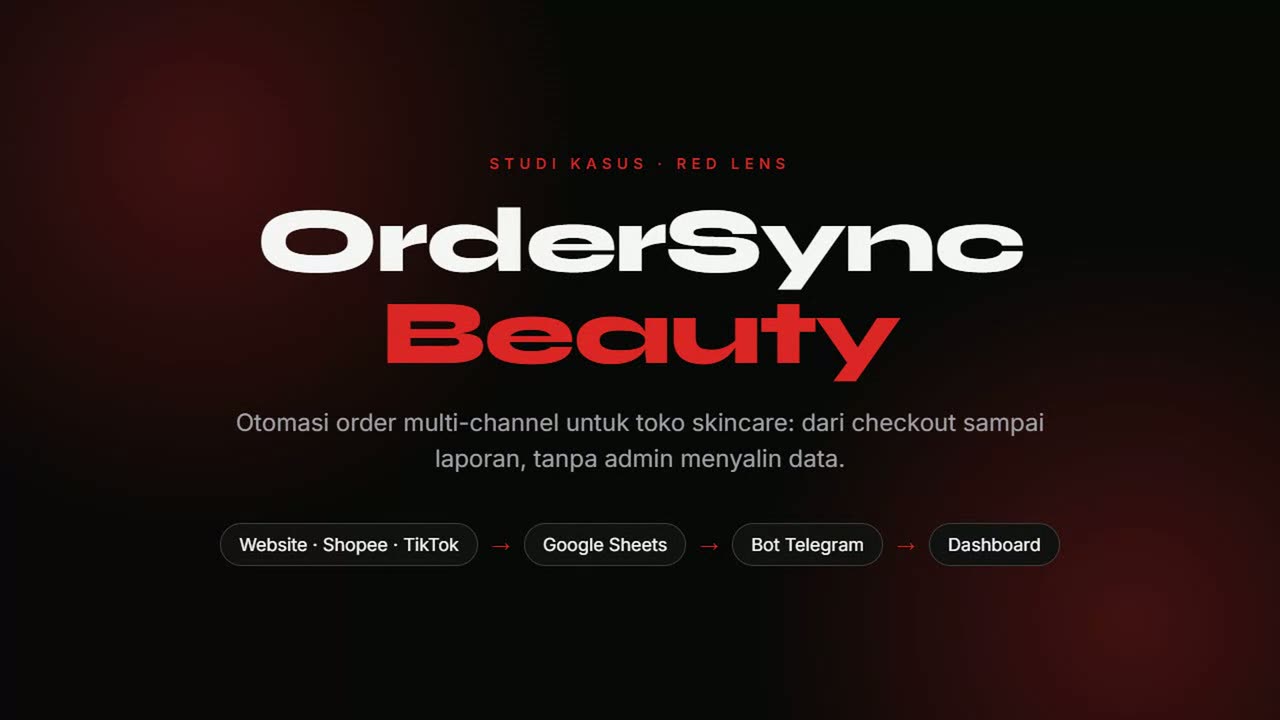 STUDI KASUS · RED LENS
OrderSync
Beauty
Otomasi order multi-channel untuk toko skincare: dari checkout sampai
laporan, tanpa admin menyalin data.
Website · Shopee · TikTok → Google Sheets → Bot Telegram → Dashboard